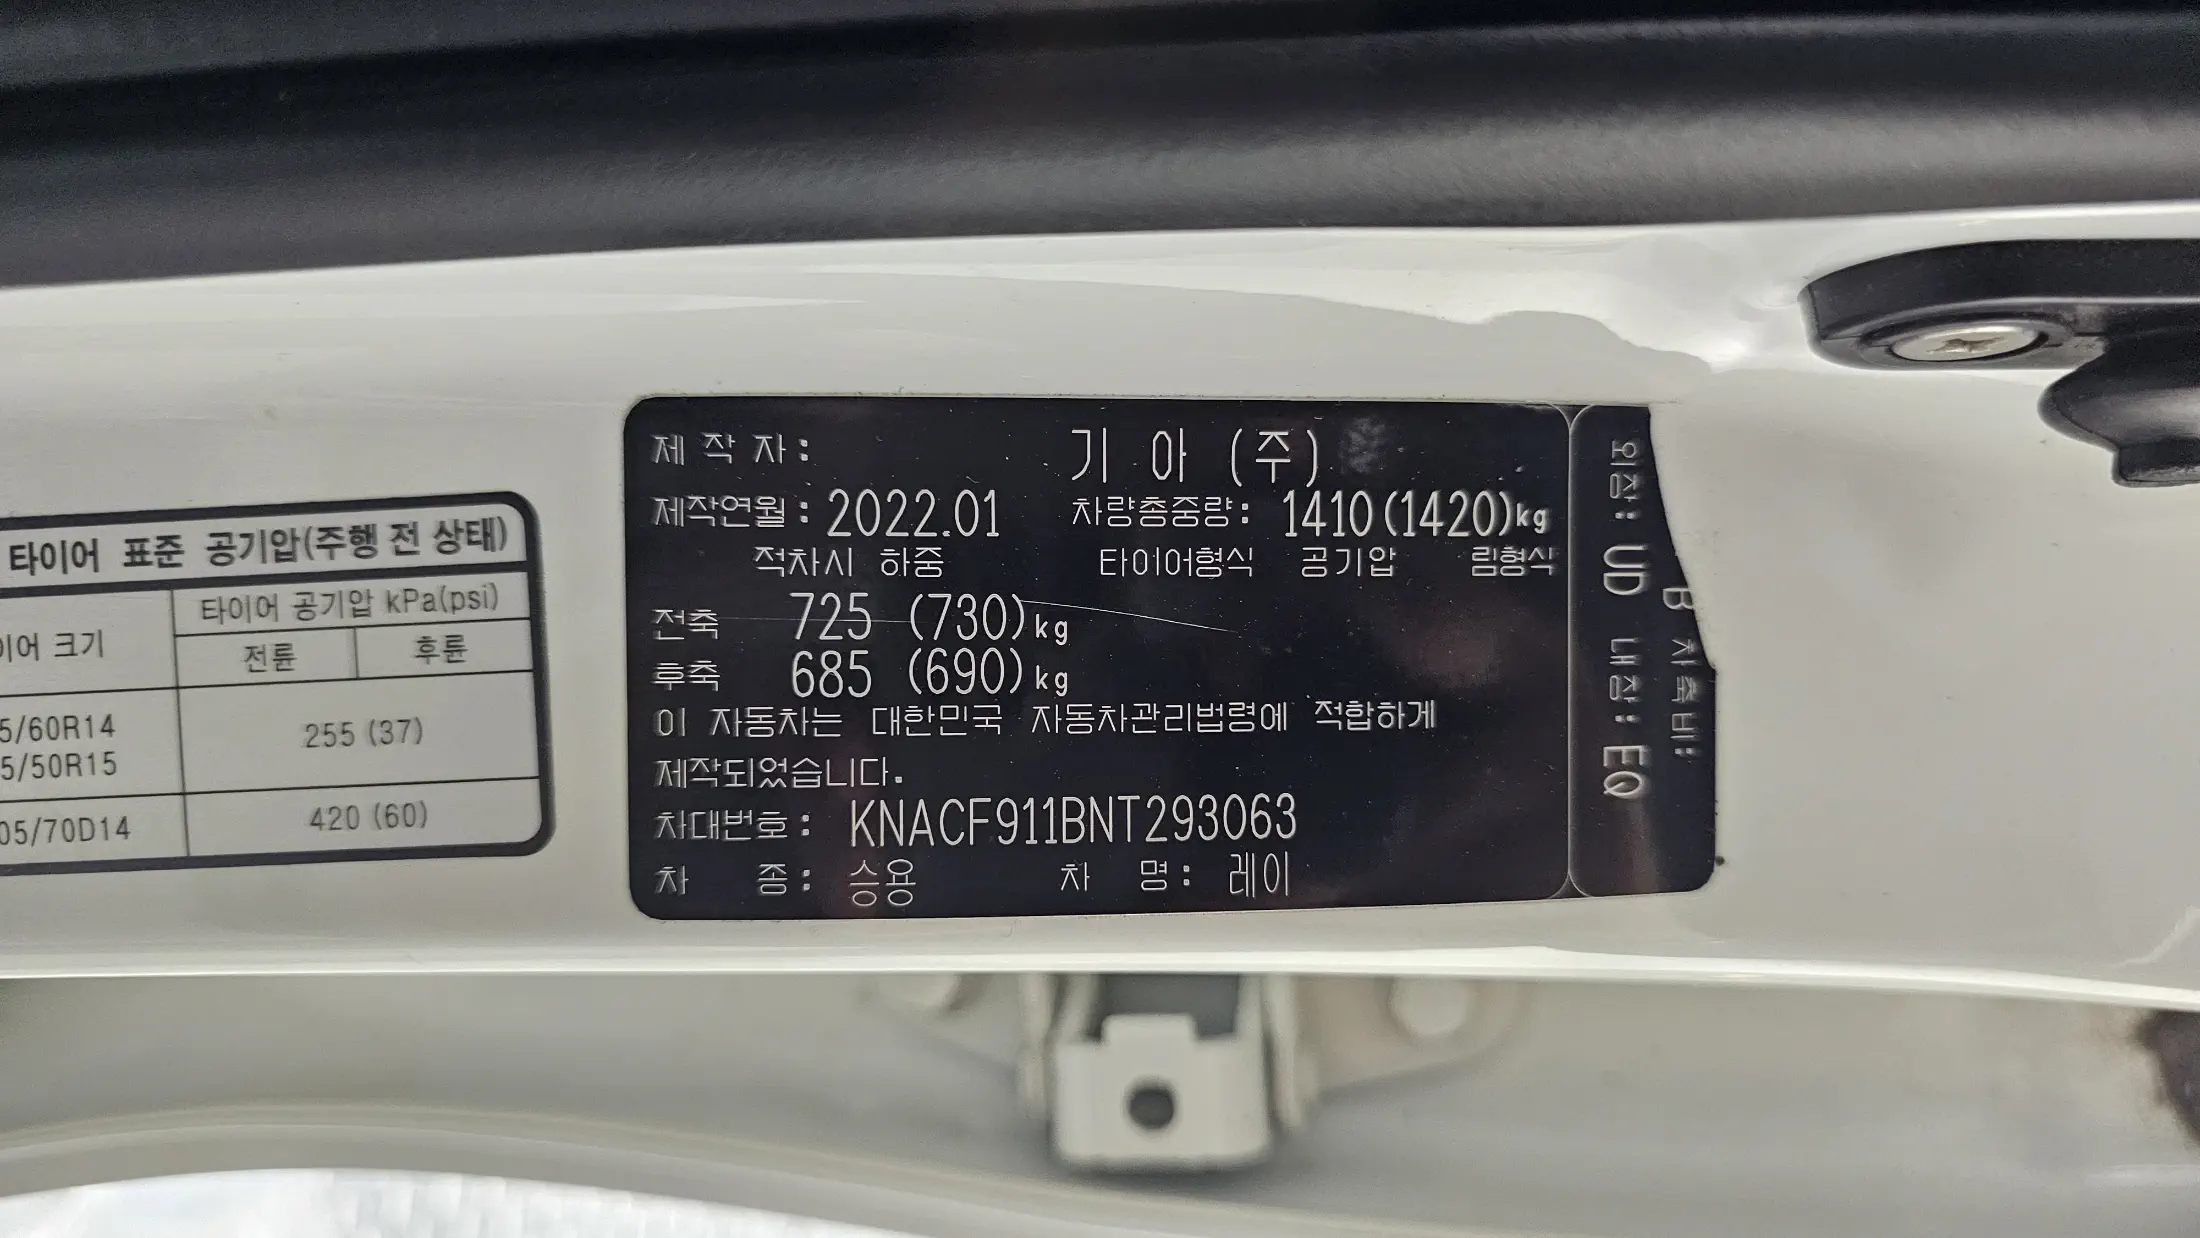 타이어 표준 공기압(주행 전 상태)
이어 크기 타이어 공기압 kPa(psi)
전륜 후륜
5/60R14
5/50R15
255 (37)
05/70D14 420 (60)
제 작 자: 기 아 (주)
제작연월: 2022.01 차량총중량: 1410(1420)kg
적차시 하중 타이어형식 공기압 림형식
전축 725 (730)kg
후축 685 (690)kg
이 자동차는 대한민국 자동차관리법령에 적합하게
제작되었습니다.
차대번호: KNACF911BNT293063
차 종: 승용 차 명: 레이
외장: UD 내장: EQ
B 차축비: